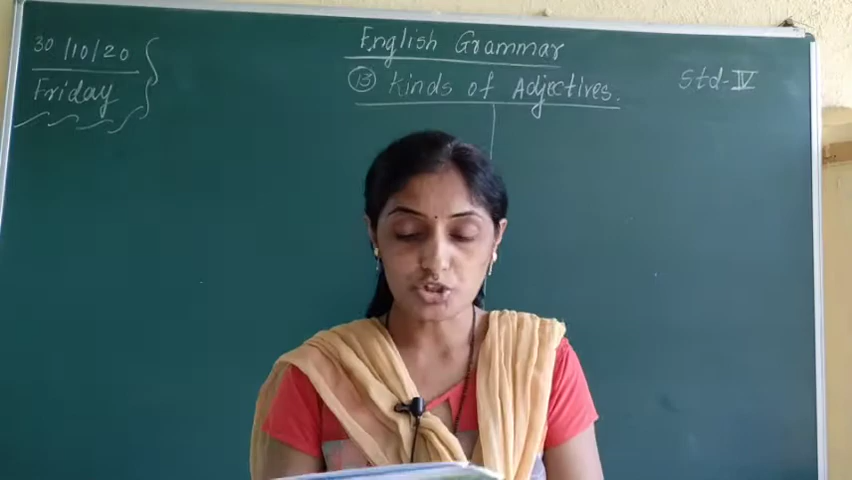 30/10/20
Friday
English Grammar
13 Kinds of Adjectives.
Std-IV